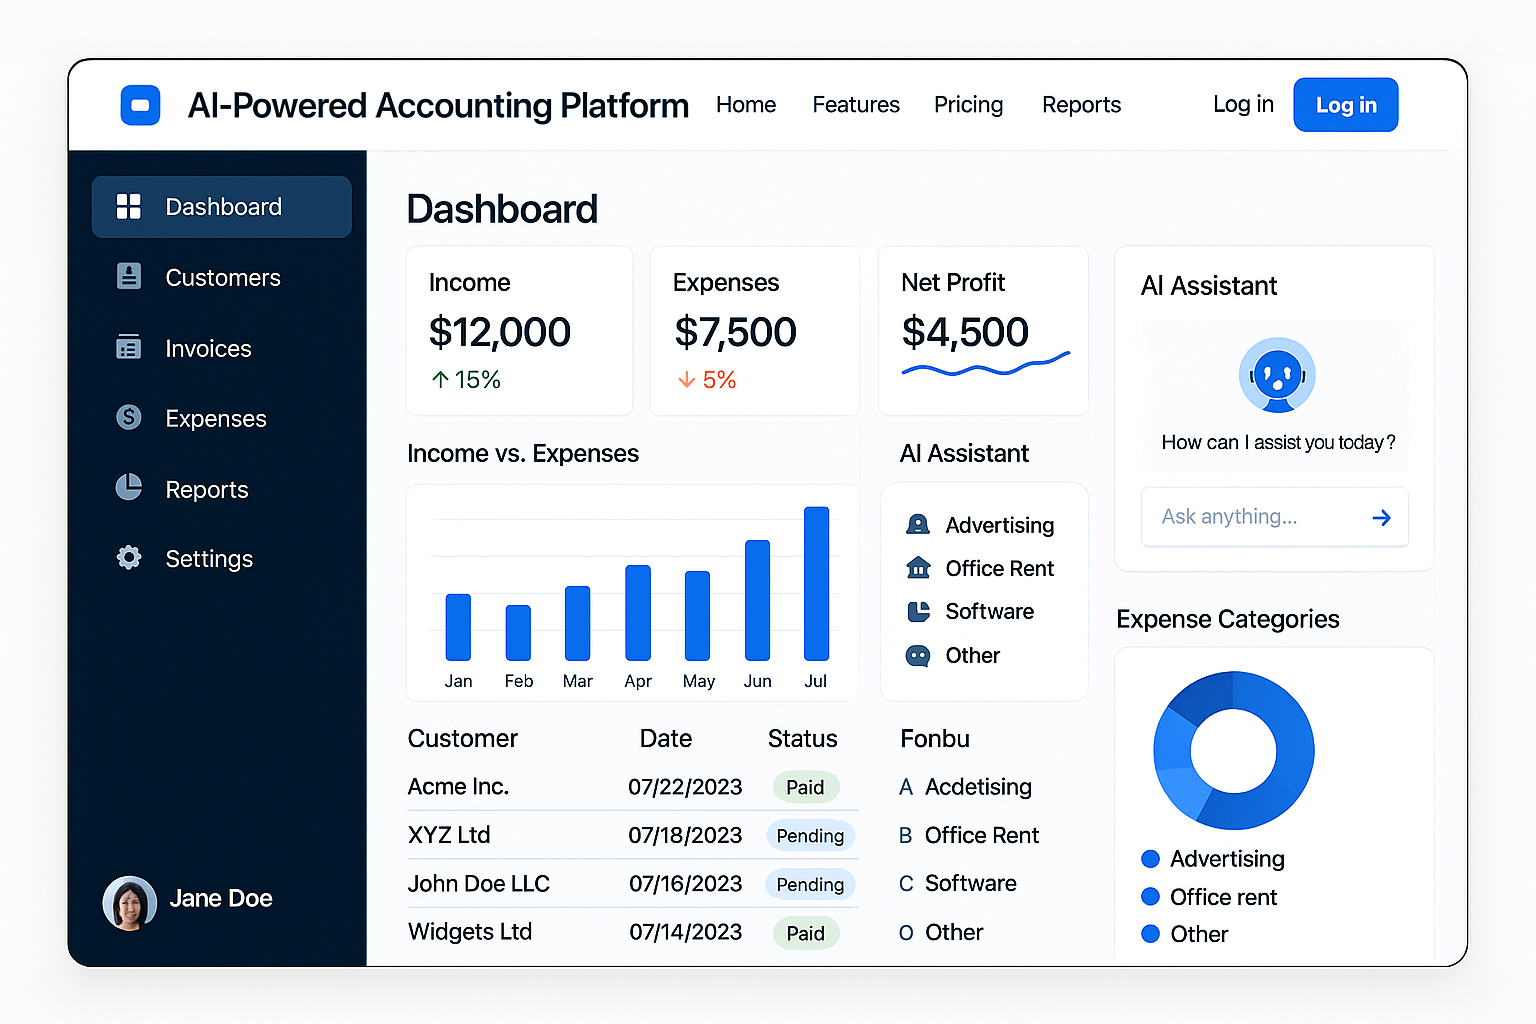 AI-Powered Accounting Platform Home Features Pricing Reports Log in Log in
Dashboard
Customers
Invoices
Expenses
Reports
Settings
Jane Doe
Dashboard
Income
$12,000
↑ 15%
Expenses
$7,500
↓ 5%
Net Profit
$4,500
AI Assistant
How can I assist you today?
Ask anything...
Income vs. Expenses
Jan Feb Mar Apr May Jun Jul
AI Assistant
Advertising
Office Rent
Software
Other
Expense Categories
Advertising
Office rent
Other
Customer Date Status
Acme Inc. 07/22/2023 Paid
XYZ Ltd 07/18/2023 Pending
John Doe LLC 07/16/2023 Pending
Widgets Ltd 07/14/2023 Paid
Fonbu
A Acdetising
B Office Rent
C Software
O Other